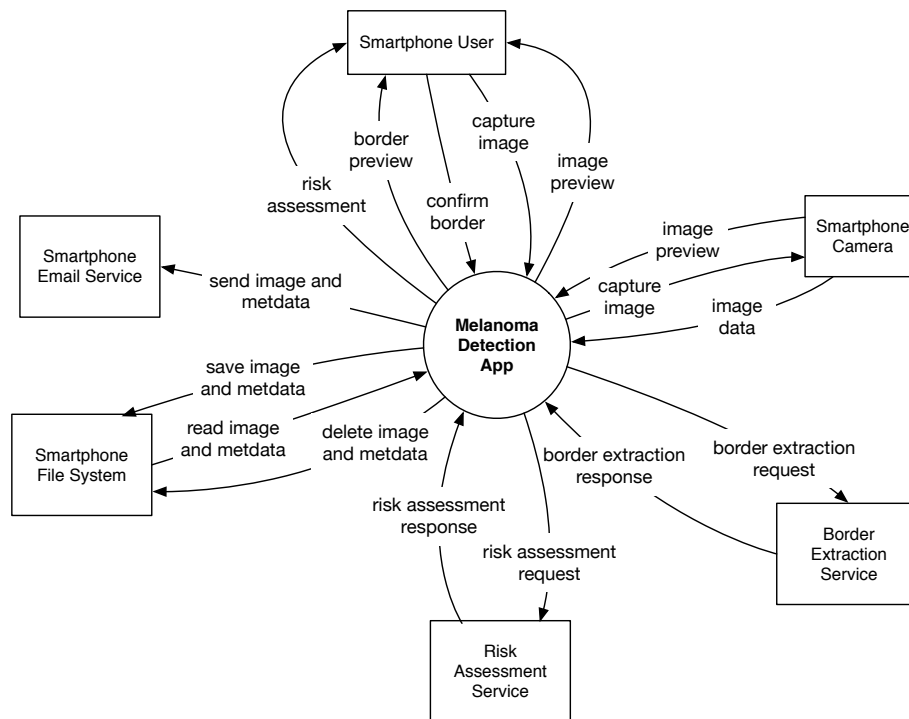 Smartphone User
risk
assessment
border
preview
confirm
border
capture
image
image
preview
Smartphone
Email Service
send image and
metdata
image
preview
capture
image
image
data
Smartphone
Camera
Melanoma
Detection
App
save image
and metdata
read image
and metdata
delete image
and metdata
Smartphone
File System
risk assessment
response
risk assessment
request
border extraction
response
border extraction
request
Border
Extraction
Service
Risk
Assessment
Service